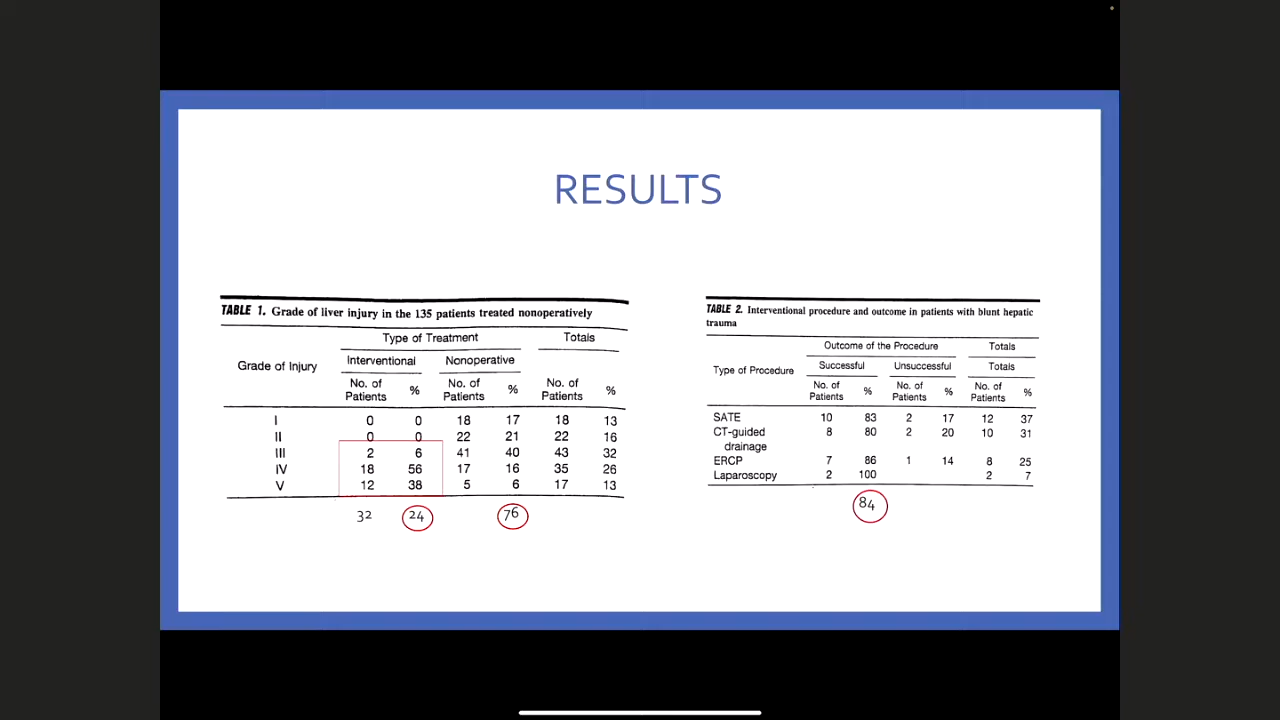 RESULTS
TABLE 1. Grade of liver injury in the 135 patients treated nonoperatively
Type of Treatment Totals
Interventional Nonoperative
Grade of Injury
No. of Patients % No. of Patients % No. of Patients %
I 0 0 18 17 18 13
II 0 0 22 21 22 16
III 2 6 41 40 43 32
IV 18 56 17 16 35 26
V 12 38 5 6 17 13
32 24 76
TABLE 2. Interventional procedure and outcome in patients with blunt hepatic
trauma
Outcome of the Procedure Totals
Type of Procedure Successful Unsuccessful Totals
No. of Patients % No. of Patients % No. of Patients %
SATE 10 83 2 17 12 37
CT-guided 8 80 2 20 10 31
drainage
ERCP 7 86 1 14 8 25
Laparoscopy 2 100 2 7
84